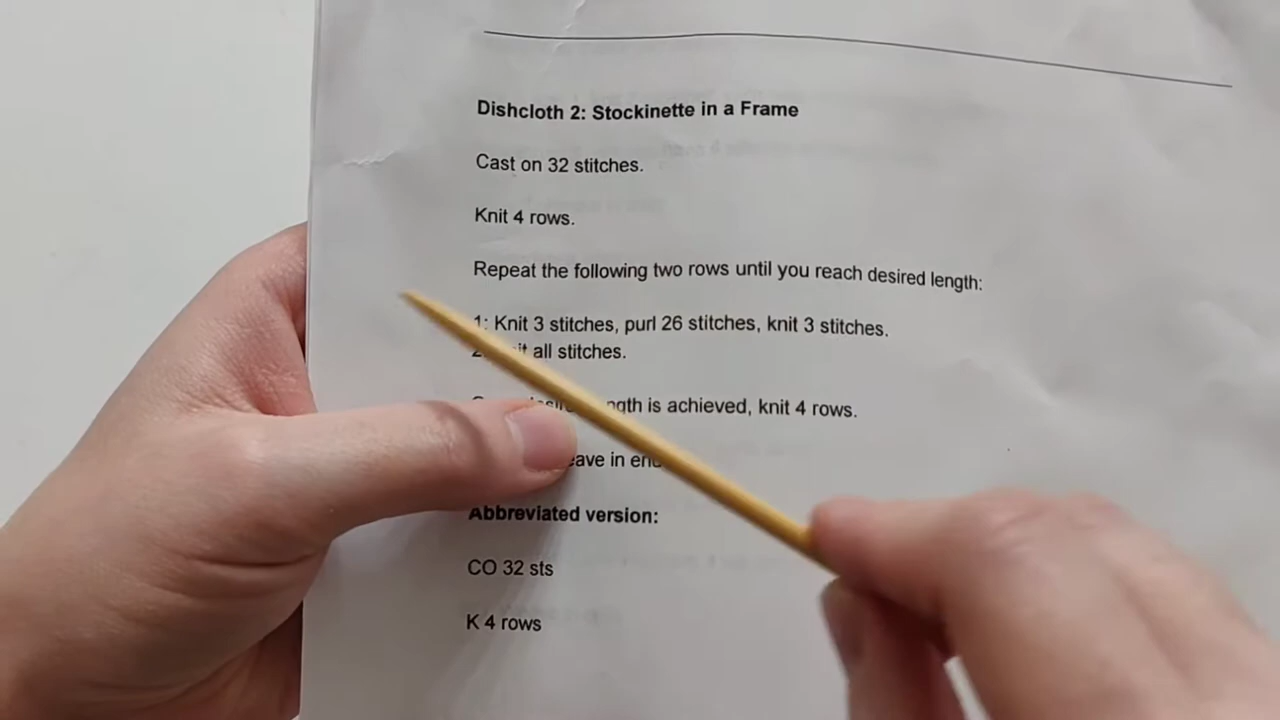 Dishcloth 2: Stockinette in a Frame
Cast on 32 stitches.
Knit 4 rows.
Repeat the following two rows until you reach desired length:
1: Knit 3 stitches, purl 26 stitches, knit 3 stitches.
all stitches.
is achieved, knit 4 rows.
in
Abbreviated version:
CO 32 sts
K 4 rows